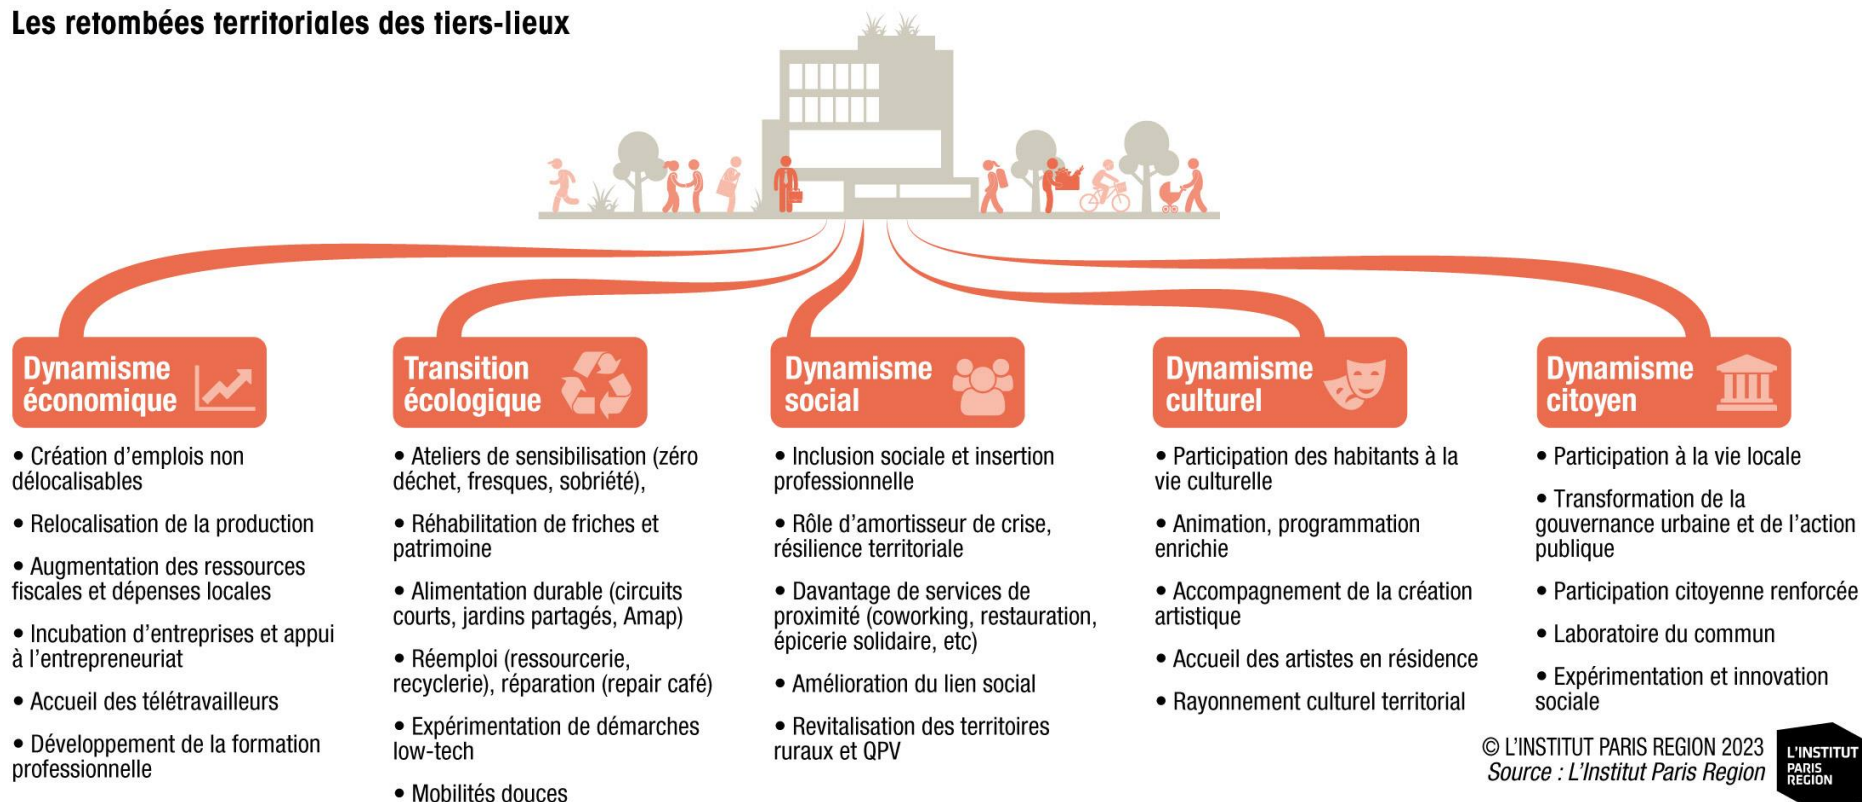 Les retombées territoriales des tiers-lieux
Dynamisme
économique
• Création d'emplois non
délocalisables
• Relocalisation de la production
• Augmentation des ressources
fiscales et dépenses locales
• Incubation d'entreprises et appui
à l'entrepreneuriat
• Accueil des télétravailleurs
• Développement de la formation
professionnelle
Transition
écologique
• Ateliers de sensibilisation (zéro
déchet, fresques, sobriété),
• Réhabilitation de friches et
patrimoine
• Alimentation durable (circuits
courts, jardins partagés, Amap)
• Réemploi (ressourcerie,
recyclerie), réparation (repair café)
• Expérimentation de démarches
low-tech
• Mobilités douces
Dynamisme
social
• Inclusion sociale et insertion
professionnelle
• Rôle d'amortisseur de crise,
résilience territoriale
• Davantage de services de
proximité (coworking, restauration,
épicerie solidaire, etc)
• Amélioration du lien social
• Revitalisation des territoires
ruraux et QPV
Dynamisme
culturel
• Participation des habitants à la
vie culturelle
• Animation, programmation
enrichie
• Accompagnement de la création
artistique
• Accueil des artistes en résidence
• Rayonnement culturel territorial
Dynamisme
citoyen
• Participation à la vie locale
• Transformation de la
gouvernance urbaine et de l'action
publique
• Participation citoyenne renforcée
• Laboratoire du commun
• Expérimentation et innovation
sociale
© L'INSTITUT PARIS REGION 2023
Source : L'Institut Paris Region
L'INSTITUT
PARIS
REGION